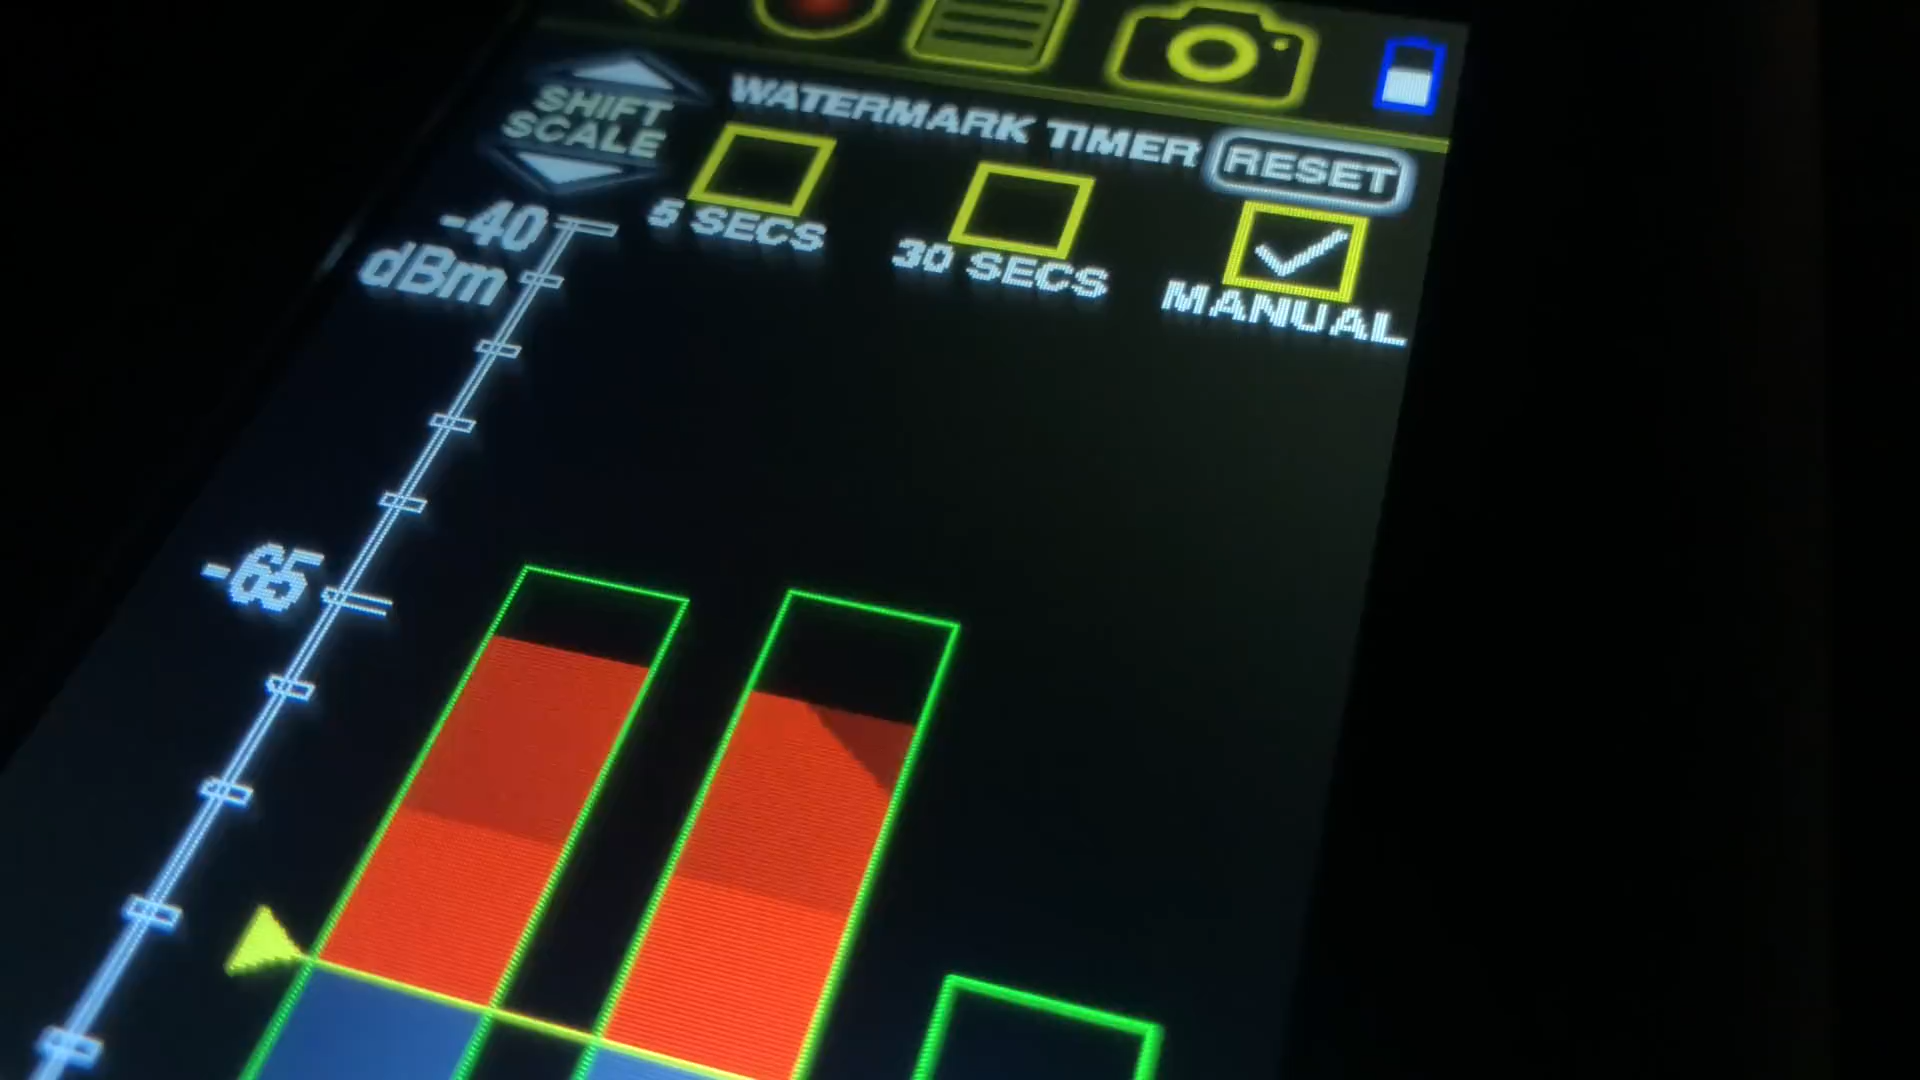 SHIFT
SCALE
WATERMARK TIMER
RESET
5 SECS
30 SECS
MANUAL
-40
dBm
-65